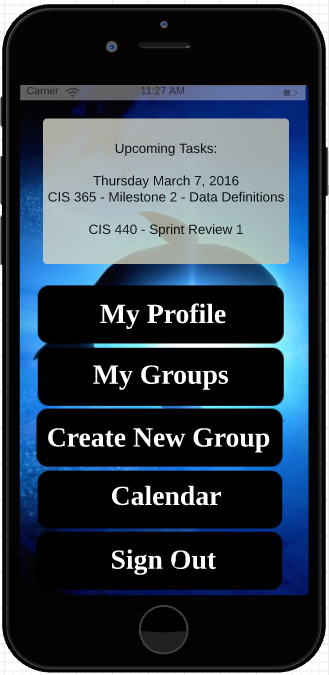 Carrier 11:27 AM
Upcoming Tasks:
Thursday March 7, 2016
CIS 365 - Milestone 2 - Data Definitions
CIS 440 - Sprint Review 1
My Profile
My Groups
Create New Group
Calendar
Sign Out